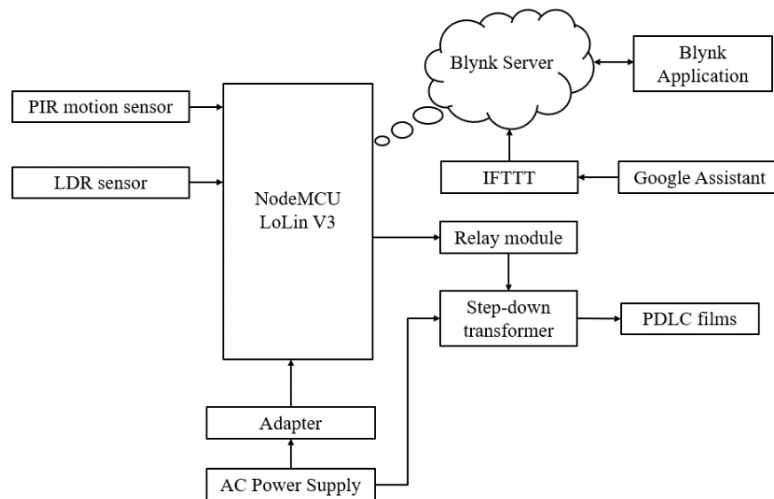 Blynk Server
Blynk
Application
PIR motion sensor
LDR sensor
NodeMCU
LoLin V3
IFTTT
Google Assistant
Relay module
Step-down
transformer
PDLC films
Adapter
AC Power Supply